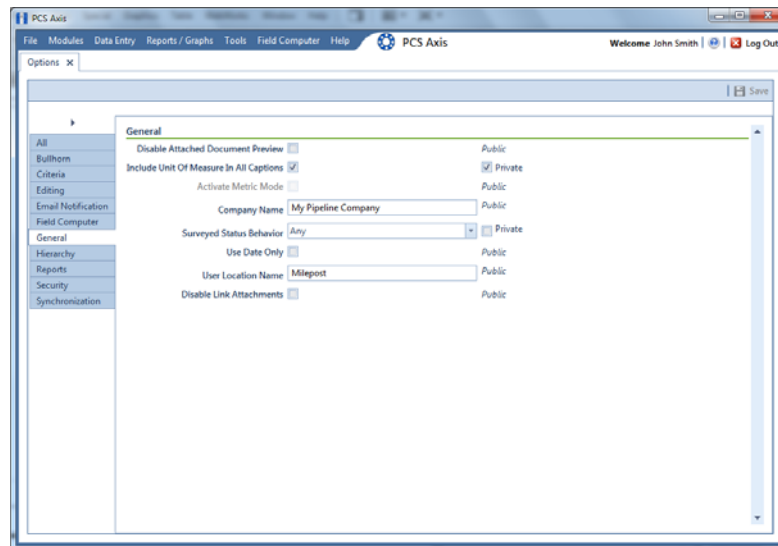 PCS Axis
File Modules Data Entry Reports / Graphs Tools Field Computer Help PCS Axis Welcome John Smith Log Out
Options x
Save
General
All
Bullhorn
Criteria
Editing
Email Notification
Field Computer
General
Hierarchy
Reports
Security
Synchronization
Disable Attached Document Preview Public
Include Unit Of Measure In All Captions Private
Activate Metric Mode Public
Company Name My Pipeline Company Public
Surveyed Status Behavior Any Private
Use Date Only Public
User Location Name Milepost Public
Disable Link Attachments Public